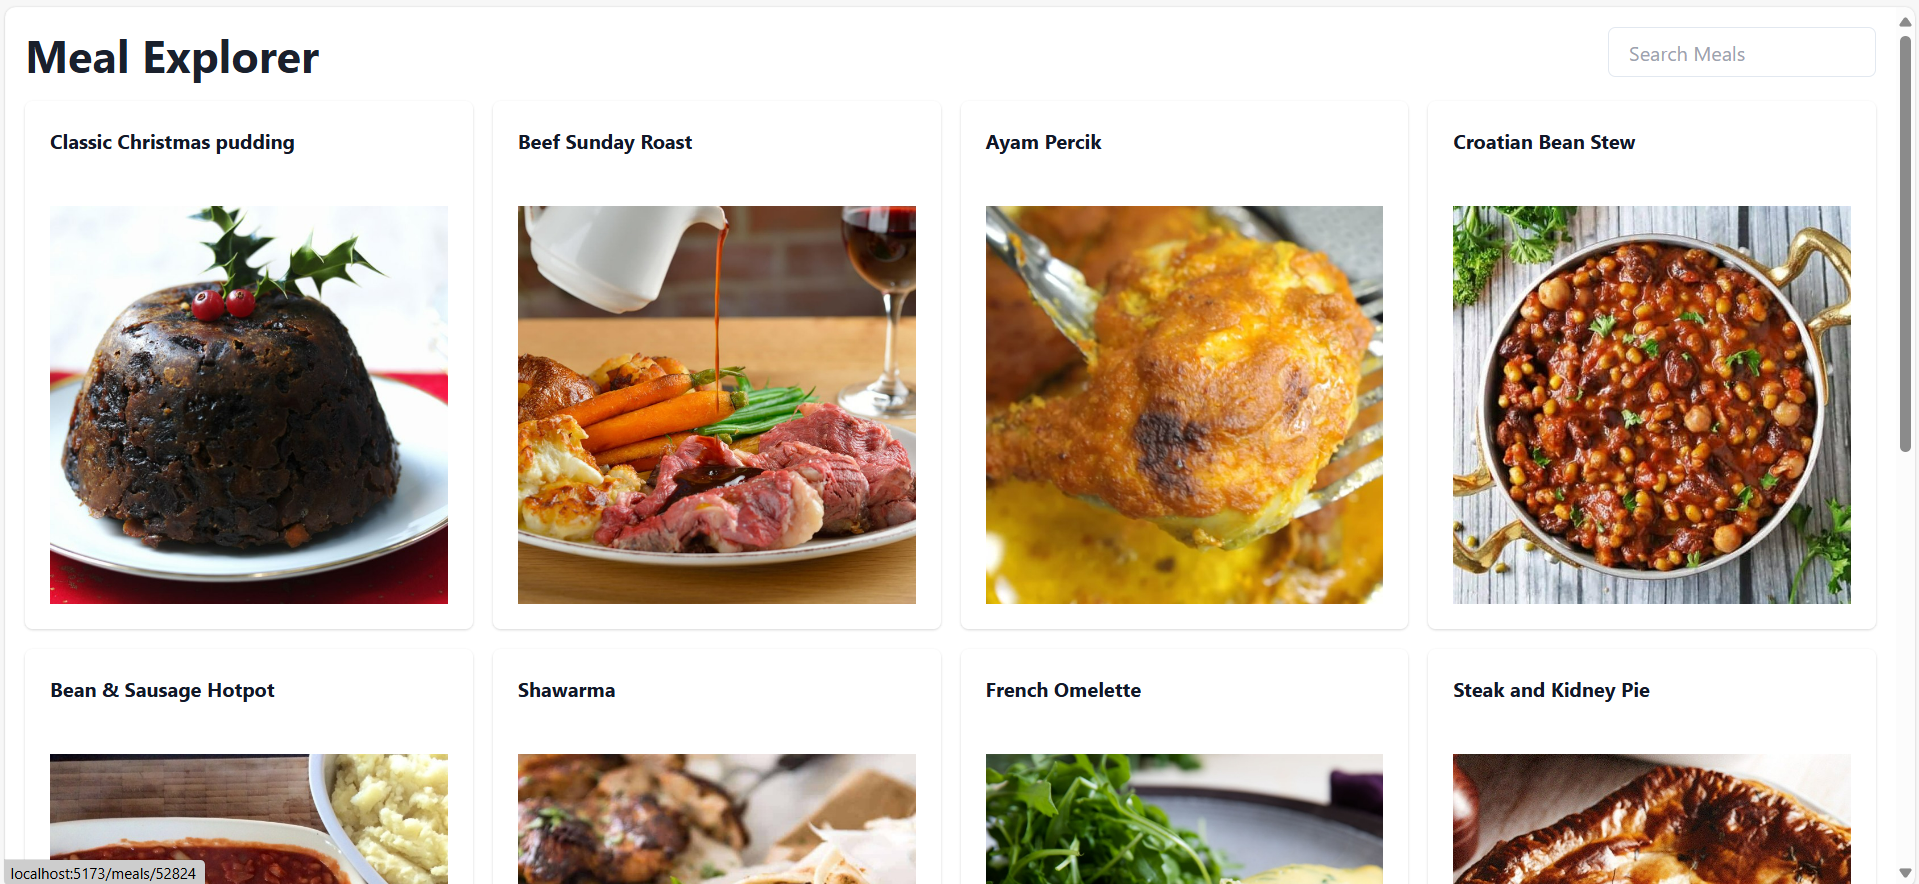 Meal Explorer
Search Meals
Classic Christmas pudding
Beef Sunday Roast
Ayam Percik
Croatian Bean Stew
Bean & Sausage Hotpot
Shawarma
French Omelette
Steak and Kidney Pie
localhost:5173/meals/52824